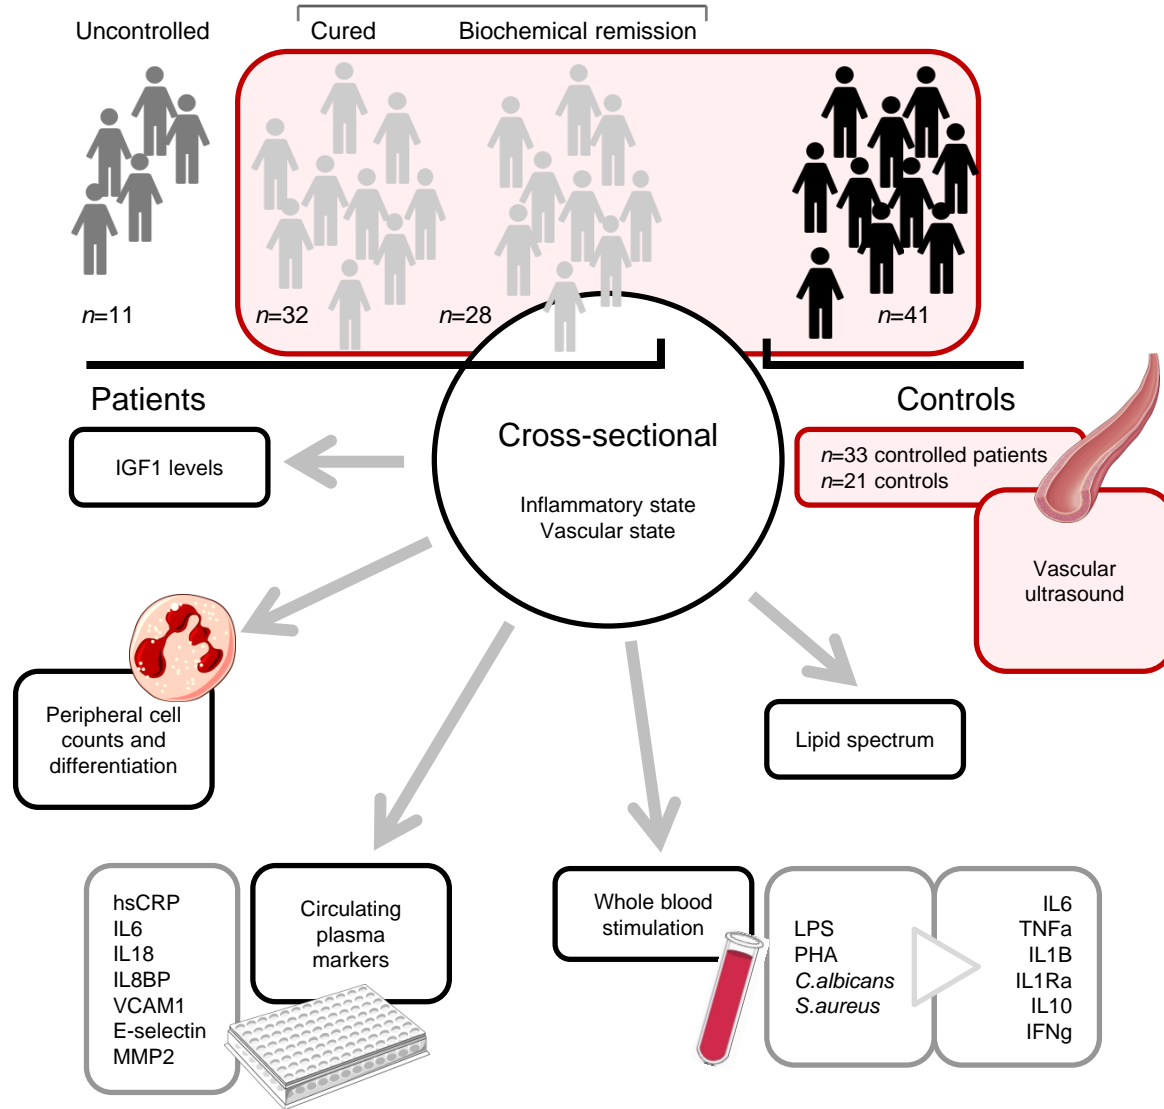 Uncontrolled
Cured
Biochemical remission
n=11
n=32
n=28
n=41
Patients
Controls
Cross-sectional
Inflammatory state
Vascular state
IGF1 levels
n=33 controlled patients
n=21 controls
Vascular
ultrasound
Peripheral cell
counts and
differentiation
Lipid spectrum
hsCRP
IL6
IL18
IL8BP
VCAM1
E-selectin
MMP2
Circulating
plasma
markers
Whole blood
stimulation
LPS
PHA
C.albicans
S.aureus
IL6
TNFa
IL1B
IL1Ra
IL10
IFNg